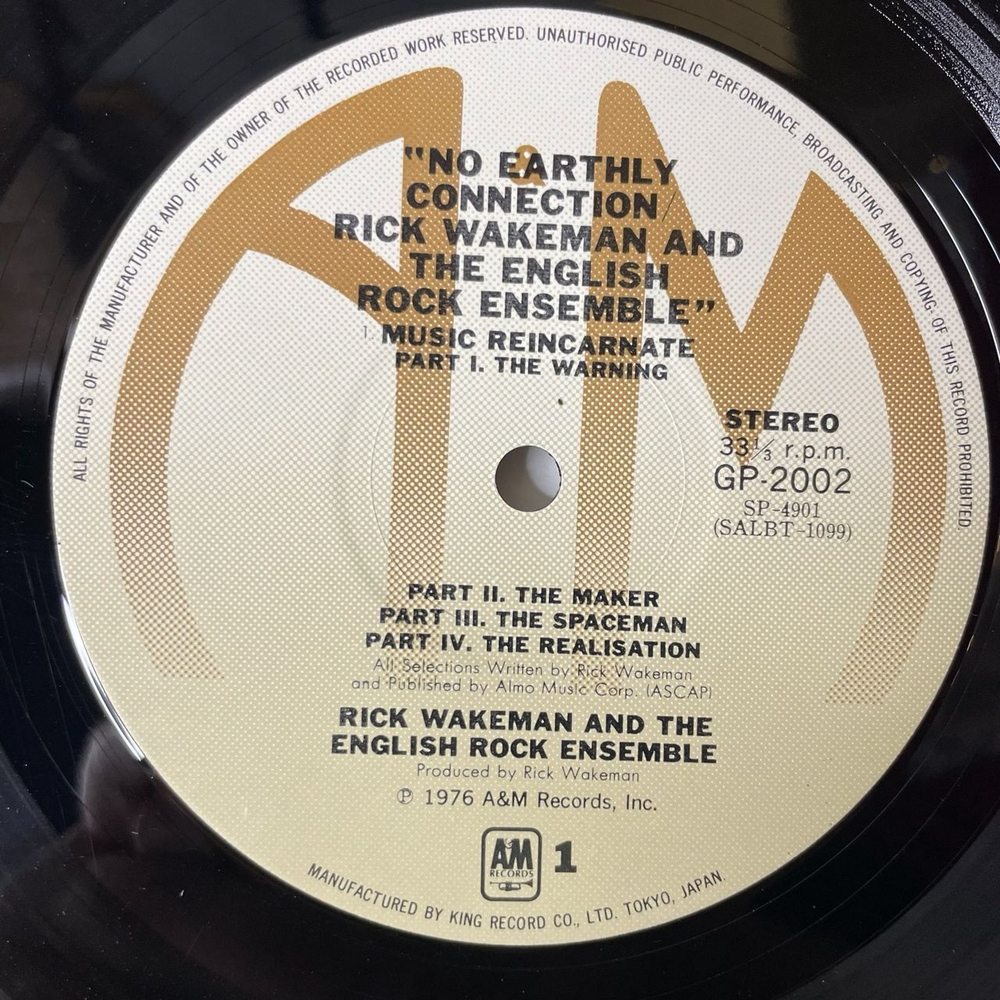 ALL RIGHTS OF THE MANUFACTURER AND OF THE OWNER OF THE RECORDED WORK RESERVED. UNAUTHORISED PUBLIC PERFORMANCE, BROADCASTING AND COPYING OF THIS RECORD PROHIBITED
A&M
"NO EARTHLY
CONNECTION/
RICK WAKEMAN AND
THE ENGLISH
ROCK ENSEMBLE"
1. MUSIC REINCARNATE
PART I. THE WARNING
STEREO
33⅓ r.p.m.
GP-2002
SP-4901
(SALBT-1099)
PART II. THE MAKER
PART III. THE SPACEMAN
PART IV. THE REALISATION
All Selections Written by Rick Wakeman
and Published by Almo Music Corp. (ASCAP)
RICK WAKEMAN AND THE
ENGLISH ROCK ENSEMBLE
Produced by Rick Wakeman
℗ 1976 A&M Records, Inc.
A&M RECORDS 1
MANUFACTURED BY KING RECORD CO., LTD. TOKYO, JAPAN